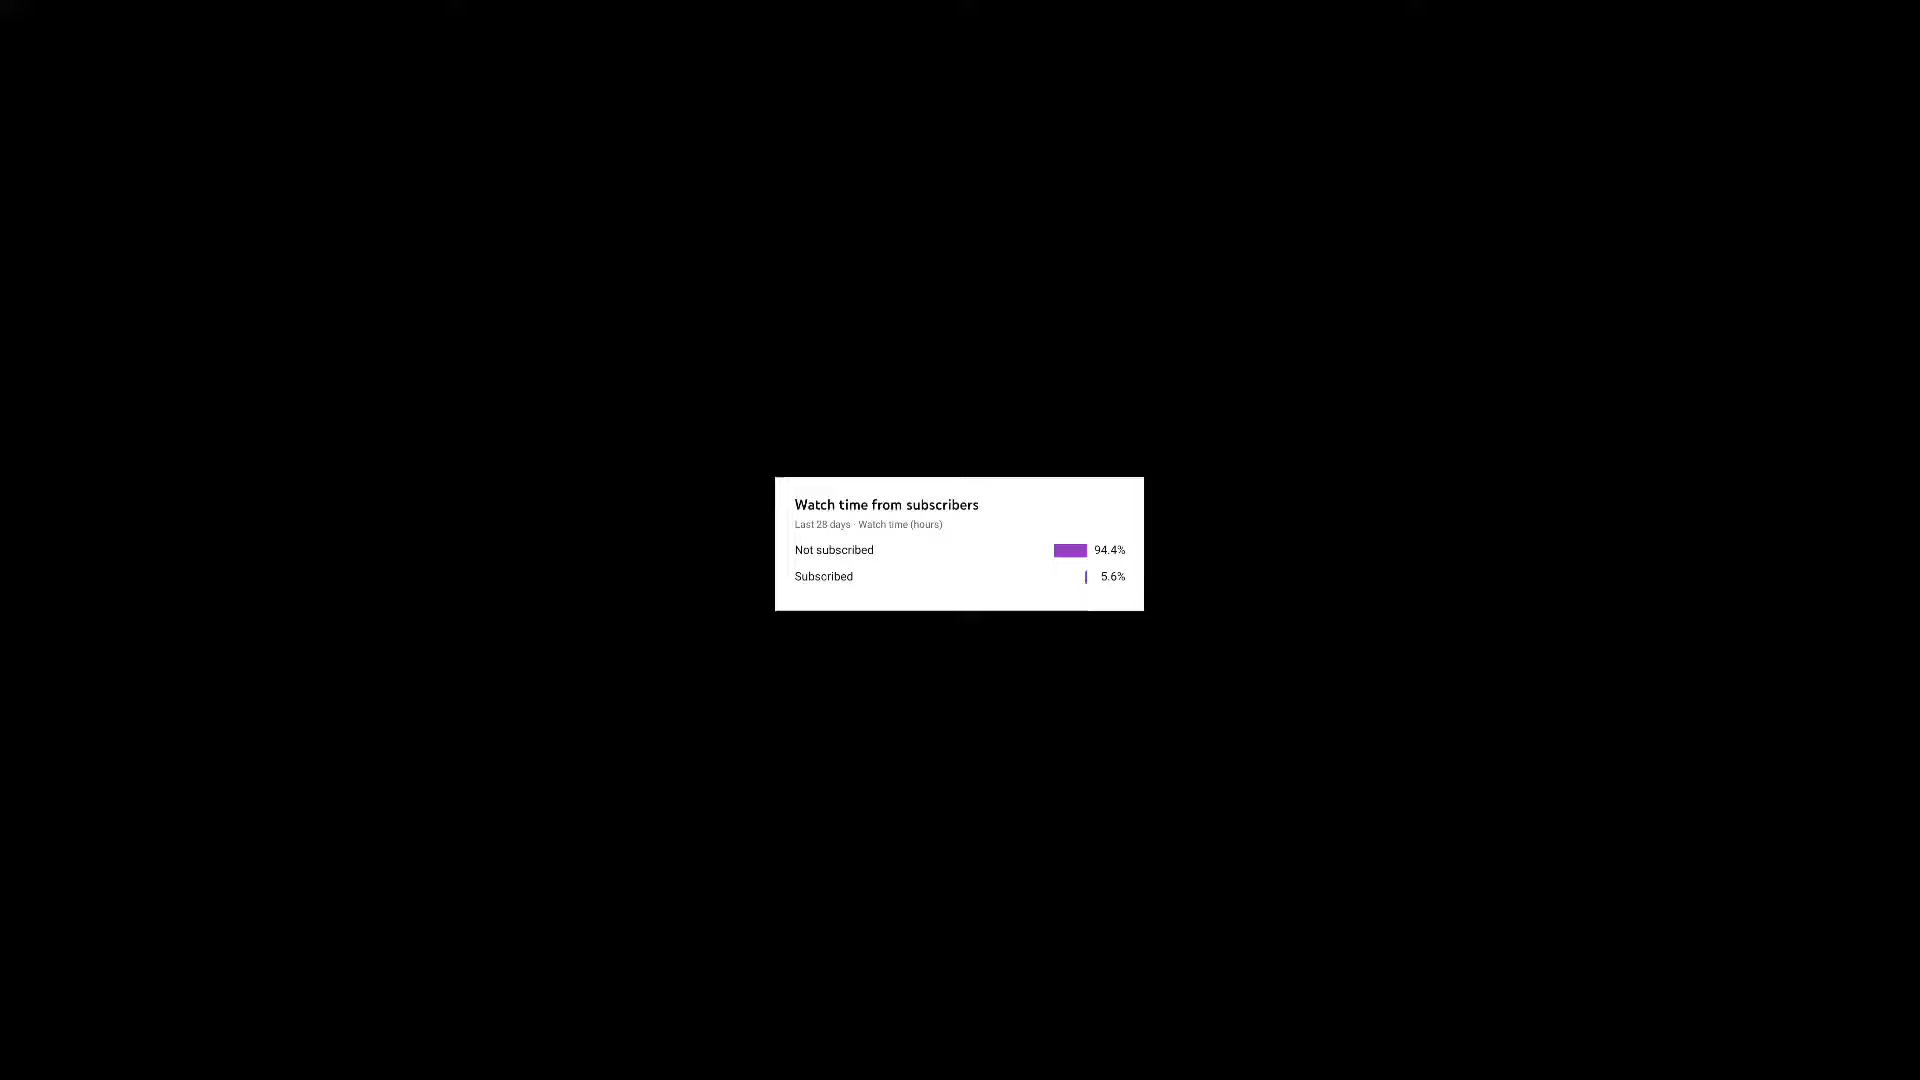 Watch time from subscribers
Last 28 days · Watch time (hours)
Not subscribed 94.4%
Subscribed 5.6%